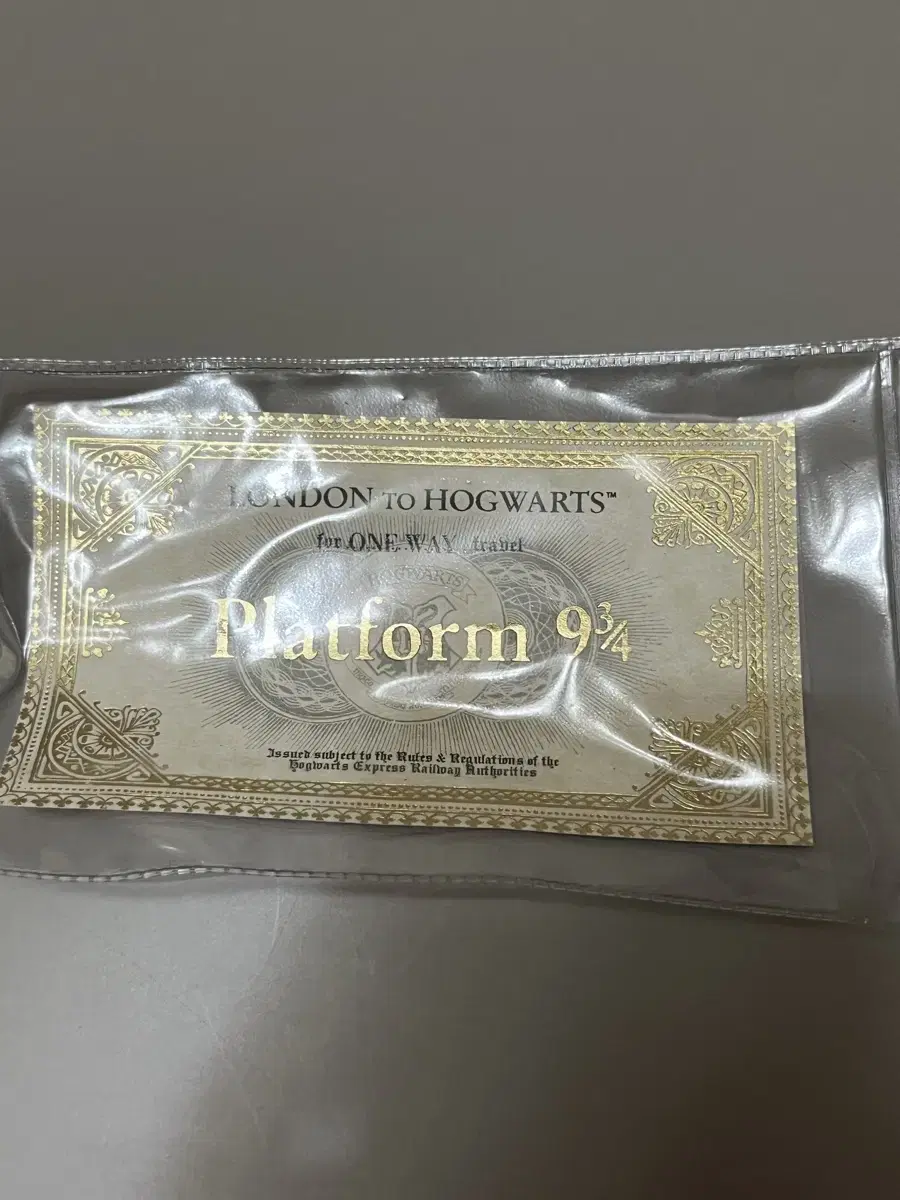 LONDON TO HOGWARTS™
for ONE WAY travel
HOGWARTS
Platform 9¾
Issued subject to the Rules & Regulations of the
Hogwarts Express Railway Authorities